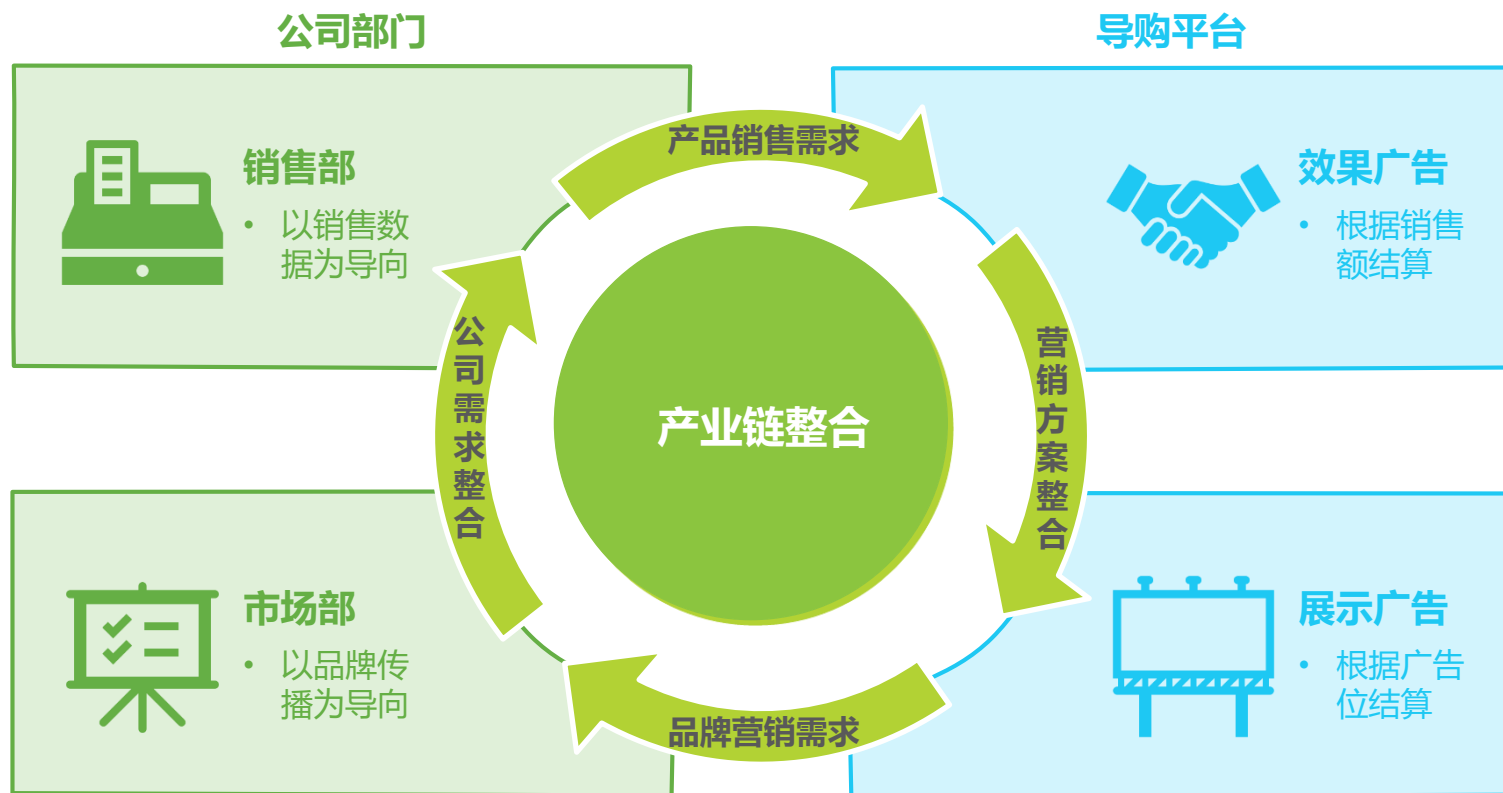 公司部门
导购平台
销售部
• 以销售数
据为导向
产品销售需求
效果广告
• 根据销售
额结算
公司需求整合
产业链整合
营销方案整合
市场部
• 以品牌传
播为导向
品牌营销需求
展示广告
• 根据广告
位结算